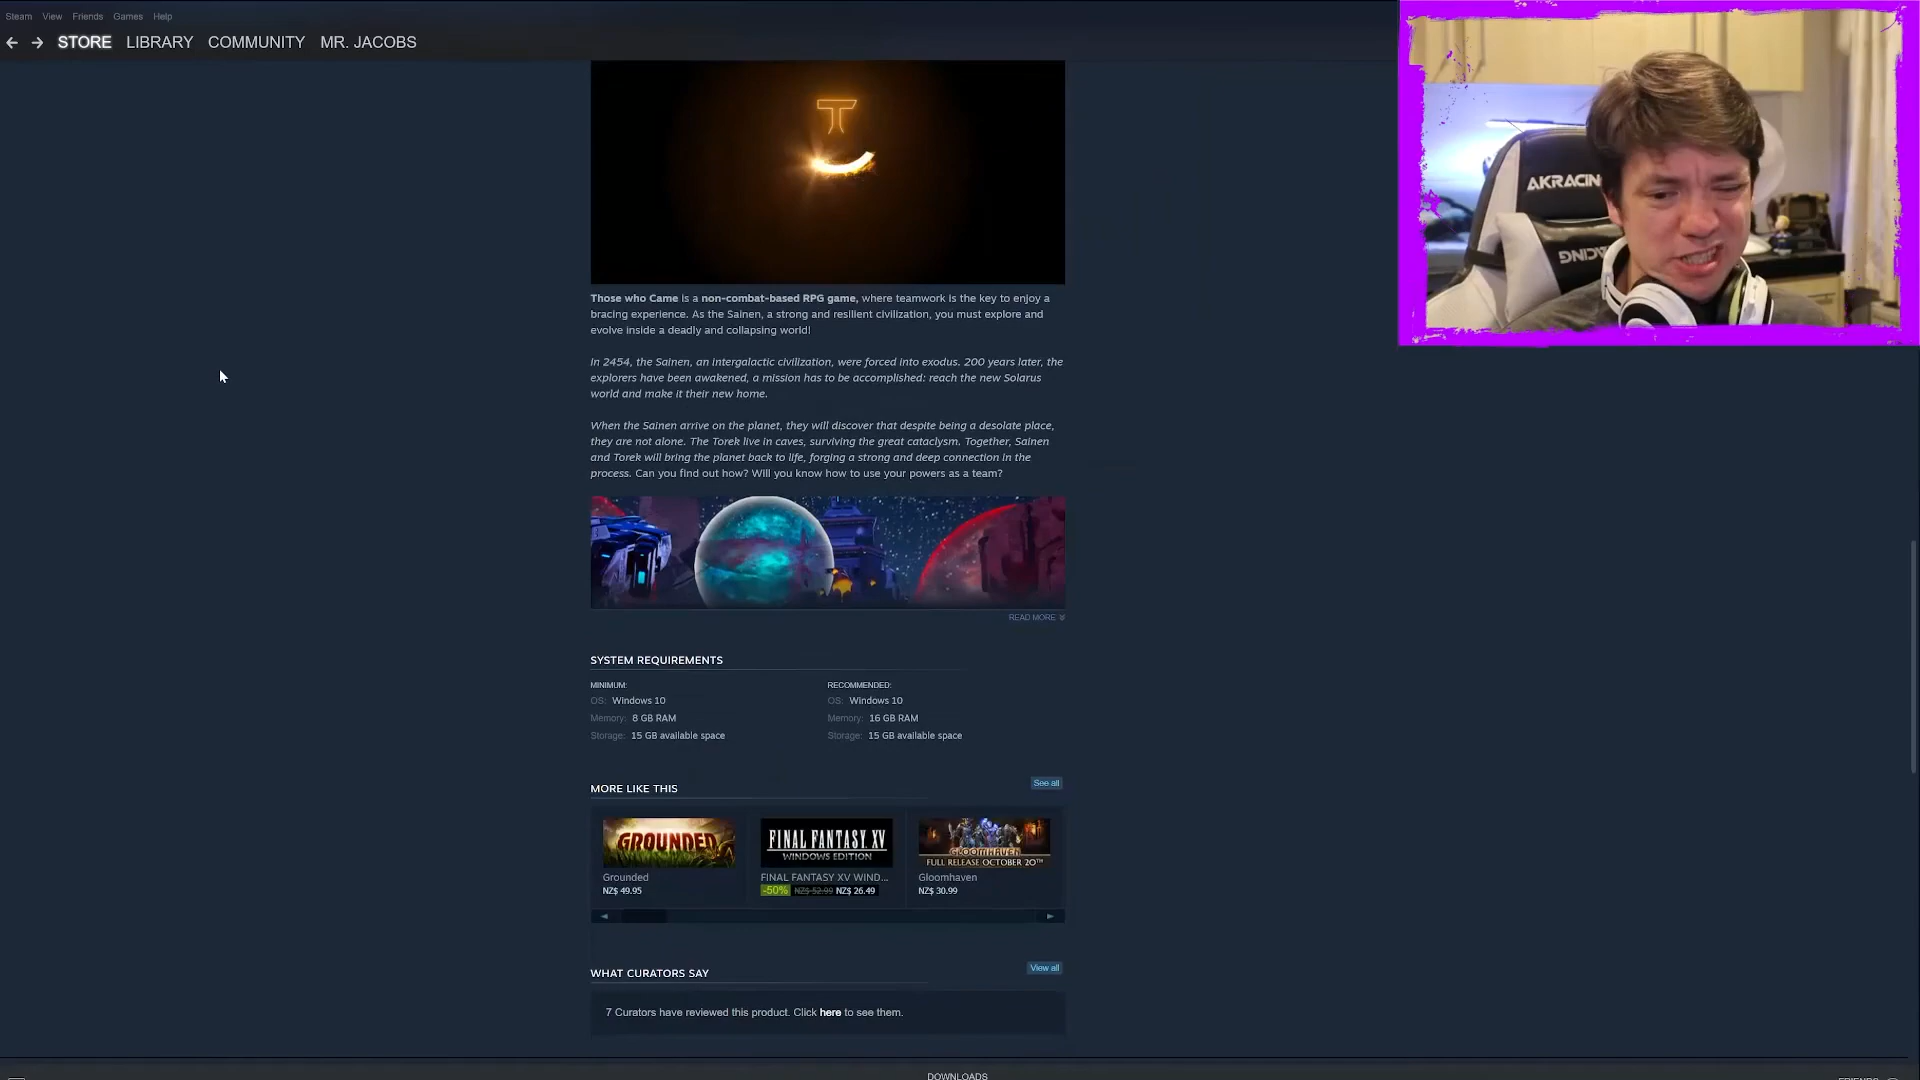 Steam View Friends Games Help
STORE LIBRARY COMMUNITY MR. JACOBS
AKRACIN
Those who Came is a non-combat-based RPG game, where teamwork is the key to enjoy a
bracing experience. As the Sainen, a strong and resilient civilization, you must explore and
evolve inside a deadly and collapsing world!
In 2454, the Sainen, an intergalactic civilization, were forced into exodus. 200 years later, the
explorers have been awakened, a mission has to be accomplished: reach the new Solarus
world and make it their new home.
When the Sainen arrive on the planet, they will discover that despite being a desolate place,
they are not alone. The Torek live in caves, surviving the great cataclysm. Together, Sainen
and Torek will bring the planet back to life, forging a strong and deep connection in the
process. Can you find out how? Will you know how to use your powers as a team?
READ MORE
SYSTEM REQUIREMENTS
MINIMUM: RECOMMENDED:
OS: Windows 10 OS: Windows 10
Memory: 8 GB RAM Memory: 16 GB RAM
Storage: 15 GB available space Storage: 15 GB available space
MORE LIKE THIS See all
GROUNDED FINAL FANTASY XV WINDOWS EDITION GLOOMHAVEN FULL RELEASE OCTOBER 20TH
Grounded FINAL FANTASY XV WIND... Gloomhaven
NZ$ 49.95 -50% NZ$ 52.99 NZ$ 26.49 NZ$ 30.99
WHAT CURATORS SAY View all
7 Curators have reviewed this product. Click here to see them.
DOWNLOADS